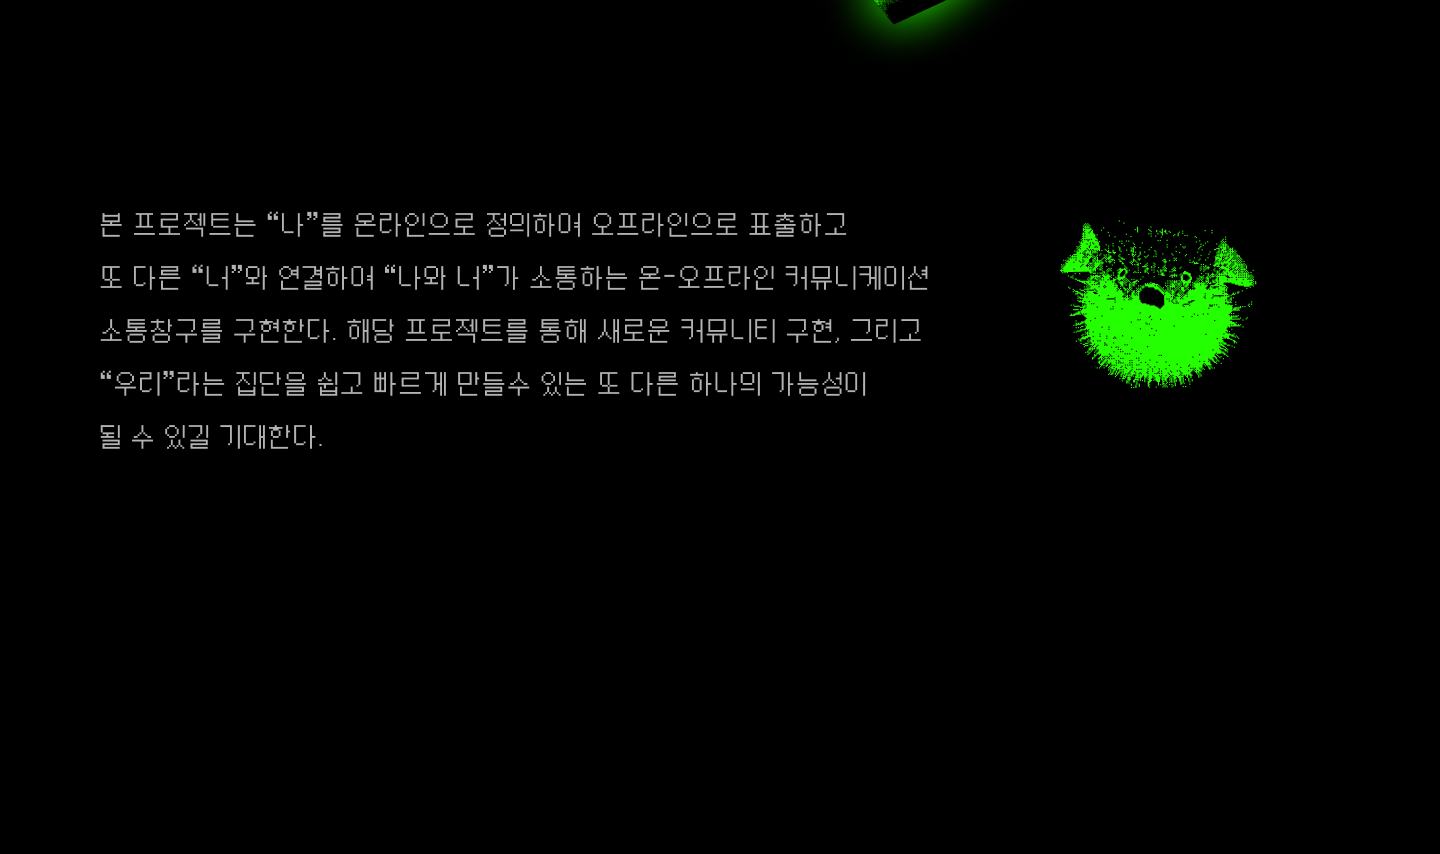 본 프로젝트는 “나”를 온라인으로 정의하여 오프라인으로 표출하고
또 다른 “너”와 연결하여 “나와 너”가 소통하는 온-오프라인 커뮤니케이션
소통창구를 구현한다. 해당 프로젝트를 통해 새로운 커뮤니티 구현, 그리고
“우리”라는 집단을 쉽고 빠르게 만들수 있는 또 다른 하나의 가능성이
될 수 있길 기대한다.